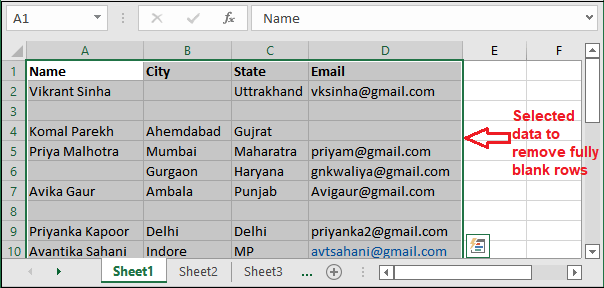 A1 fx Name
A B C D E F
1 Name City State Email
2 Vikrant Sinha Uttrakhand vksinha@gmail.com
3
4 Komal Parekh Ahemdabad Gujrat
5 Priya Malhotra Mumbai Maharatra priyam@gmail.com
6 Gurgaon Haryana gnkwaliya@gmail.com
7 Avika Gaur Ambala Punjab Avigaur@gmail.com
8
9 Priyanka Kapoor Delhi Delhi priyanka2@gmail.com
10 Avantika Sahani Indore MP avtsahani@gmail.com
Selected
data to
remove fully
blank rows
Sheet1 Sheet2 Sheet3 ...